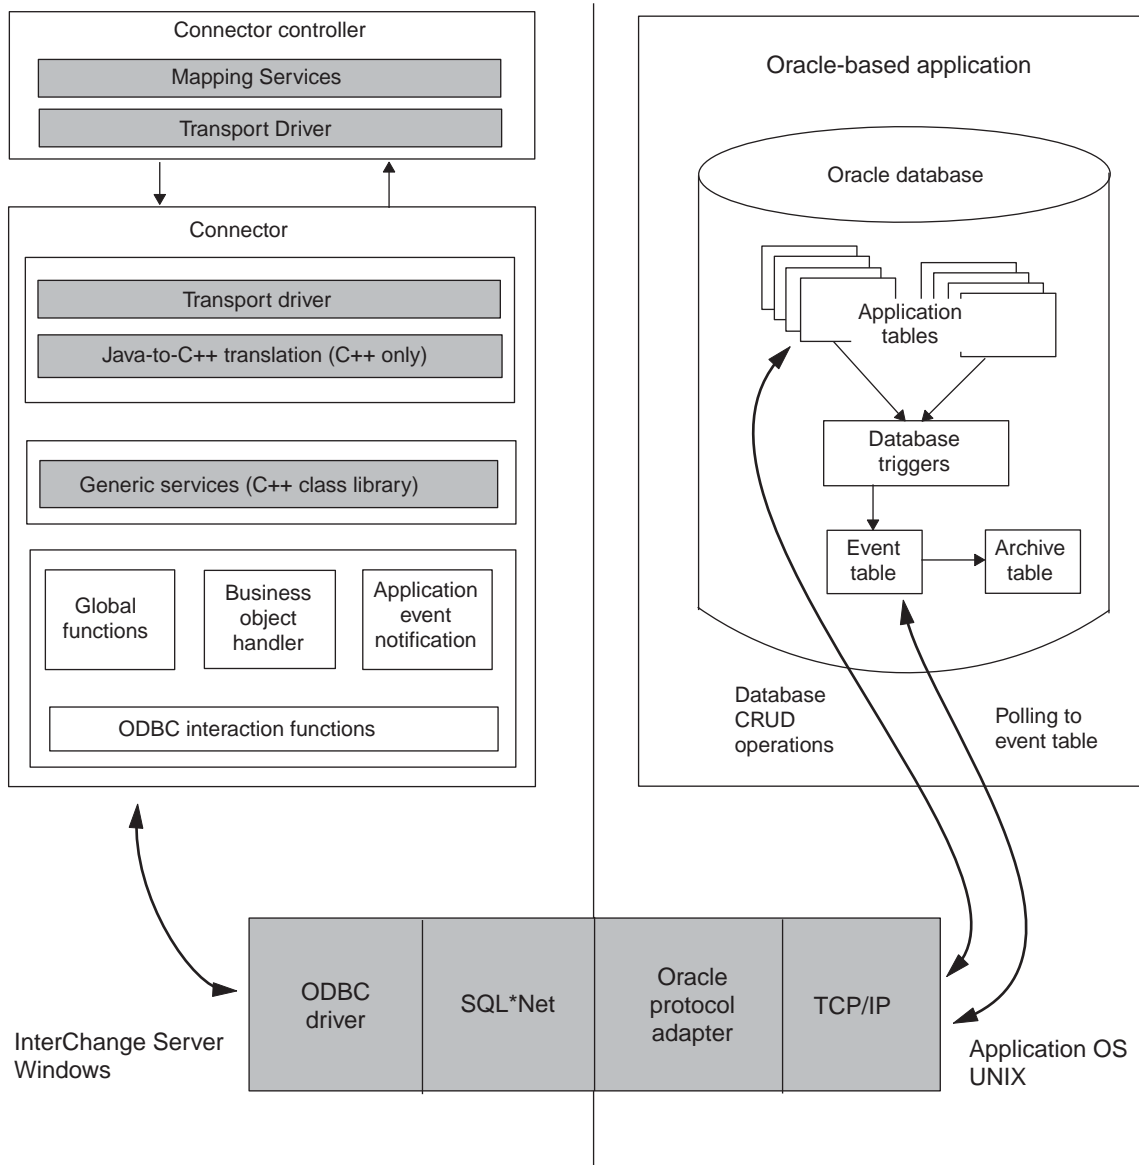 Connector controller
Mapping Services
Transport Driver
Connector
Transport driver
Java-to-C++ translation (C++ only)
Generic services (C++ class library)
Global
functions
Business
object
handler
Application
event
notification
ODBC interaction functions
Oracle-based application
Oracle database
Application
tables
Database
triggers
Event
table
Archive
table
Database
CRUD
operations
Polling to
event table
ODBC
driver
SQL*Net
Oracle
protocol
adapter
TCP/IP
InterChange Server
Windows
Application OS
UNIX